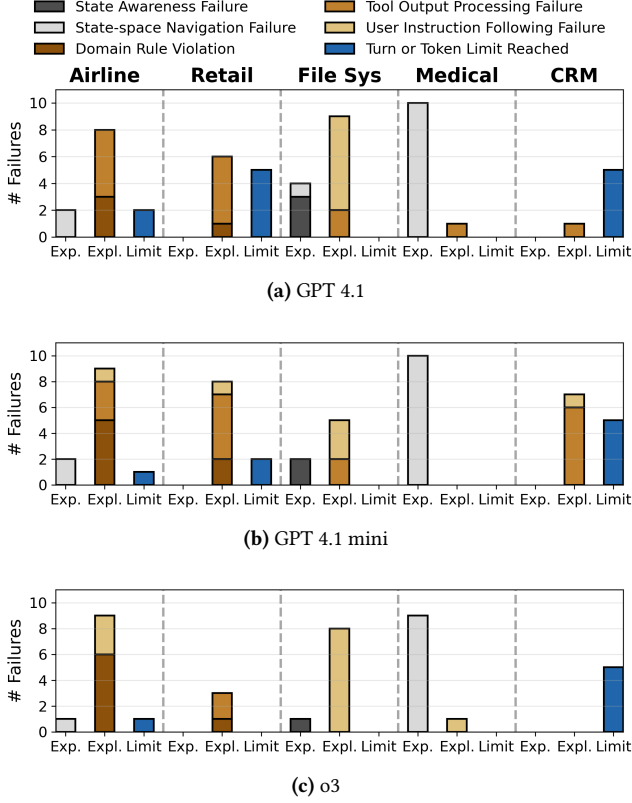 State Awareness Failure
State-space Navigation Failure
Domain Rule Violation
Tool Output Processing Failure
User Instruction Following Failure
Turn or Token Limit Reached
Airline Retail File Sys Medical CRM
# Failures
10
8
6
4
2
0
Exp. Expl. Limit Exp. Expl. Limit Exp. Expl. Limit Exp. Expl. Limit Exp. Expl. Limit
(a) GPT 4.1
# Failures
10
8
6
4
2
0
Exp. Expl. Limit Exp. Expl. Limit Exp. Expl. Limit Exp. Expl. Limit Exp. Expl. Limit
(b) GPT 4.1 mini
# Failures
10
8
6
4
2
0
Exp. Expl. Limit Exp. Expl. Limit Exp. Expl. Limit Exp. Expl. Limit Exp. Expl. Limit
(c) o3